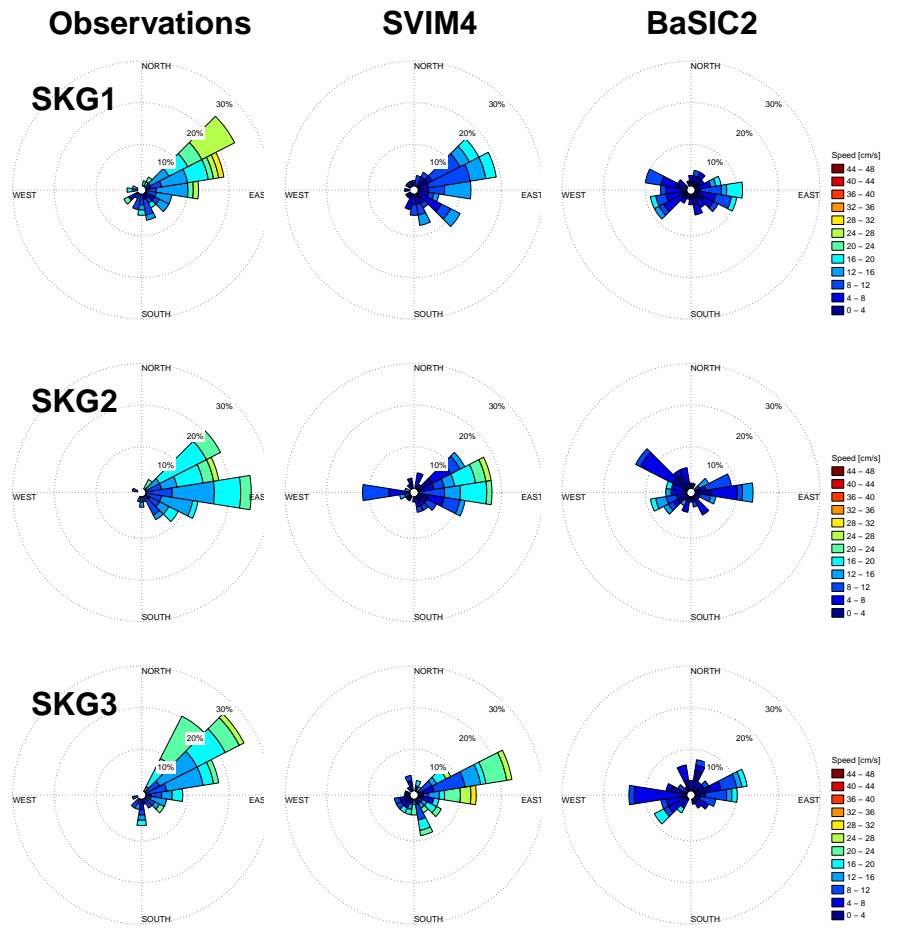 Observations SVIM4 BaSIC2
SKG1
NORTH NORTH NORTH
30% 30% 30%
20% 20% 20%
10% 10% 10%
WEST EAS WEST EAST WEST EAST
SOUTH SOUTH SOUTH
Speed [cm/s]
44 – 48
40 – 44
36 – 40
32 – 36
28 – 32
24 – 28
20 – 24
16 – 20
12 – 16
8 – 12
4 – 8
0 – 4
SKG2
NORTH NORTH NORTH
30% 30% 30%
20% 20% 20%
10% 10% 10%
WEST EAS WEST EAST WEST EAST
SOUTH SOUTH SOUTH
Speed [cm/s]
44 – 48
40 – 44
36 – 40
32 – 36
28 – 32
24 – 28
20 – 24
16 – 20
12 – 16
8 – 12
4 – 8
0 – 4
SKG3
NORTH NORTH NORTH
30% 30% 30%
20% 20% 20%
10% 10% 10%
WEST EAS WEST EAST WEST EAST
SOUTH SOUTH SOUTH
Speed [cm/s]
44 – 48
40 – 44
36 – 40
32 – 36
28 – 32
24 – 28
20 – 24
16 – 20
12 – 16
8 – 12
4 – 8
0 – 4